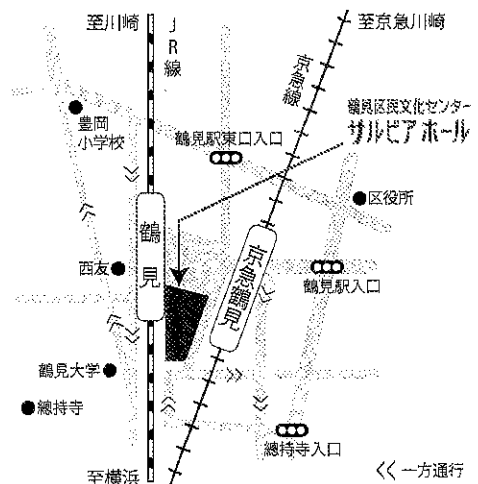 至川崎
JR線
至京急川崎
京急線
鶴見区民文化センター
サルビアホール
豊岡
小学校
鶴見駅東口入口
区役所
鶴見
京急鶴見
西友
鶴見駅入口
鶴見大学
總持寺
總持寺入口
至横浜
一方通行